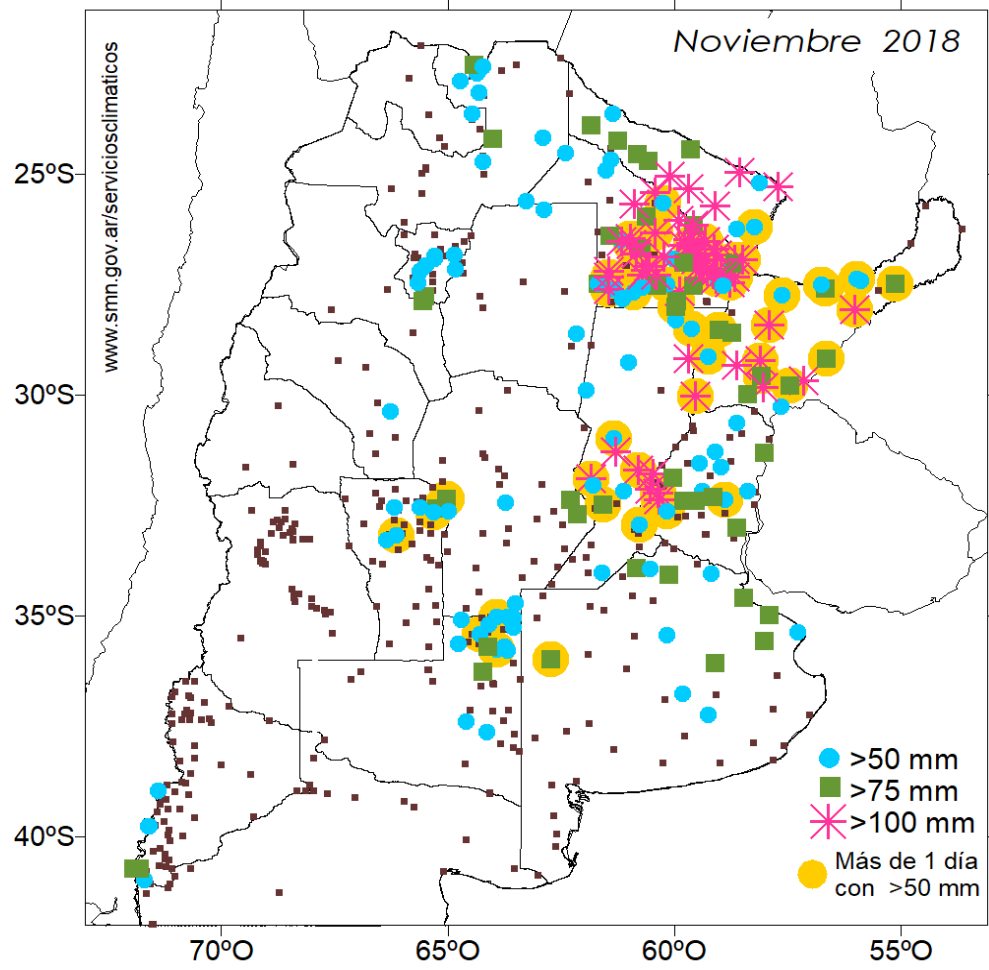 Noviembre 2018
www.smn.gov.ar/serviciosclimaticos
25ºS
30ºS
35ºS
40ºS
>50 mm
>75 mm
>100 mm
Más de 1 día
con >50 mm
70ºO
65ºO
60ºO
55ºO